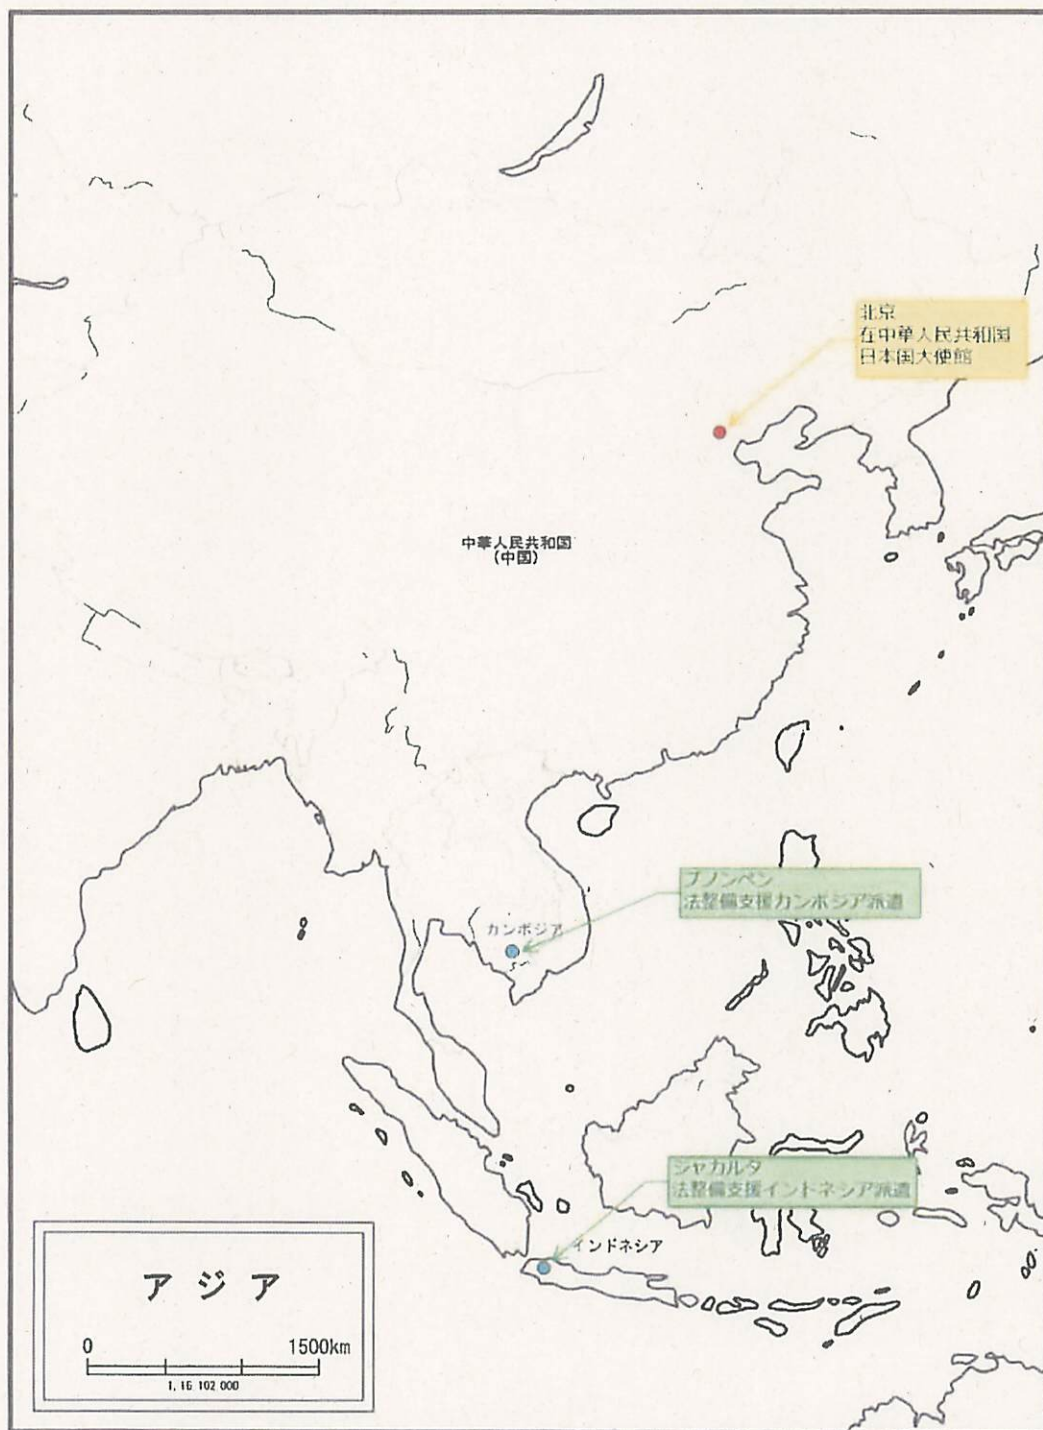 北京
在中華人民共和国
日本国大使館
中華人民共和国
(中国)
プノンペン
法整備支援カンボジア派遣
カンボジア
ジャカルタ
法整備支援インドネシア派遣
インドネシア
アジア
0 1500km
1, 16 102 000